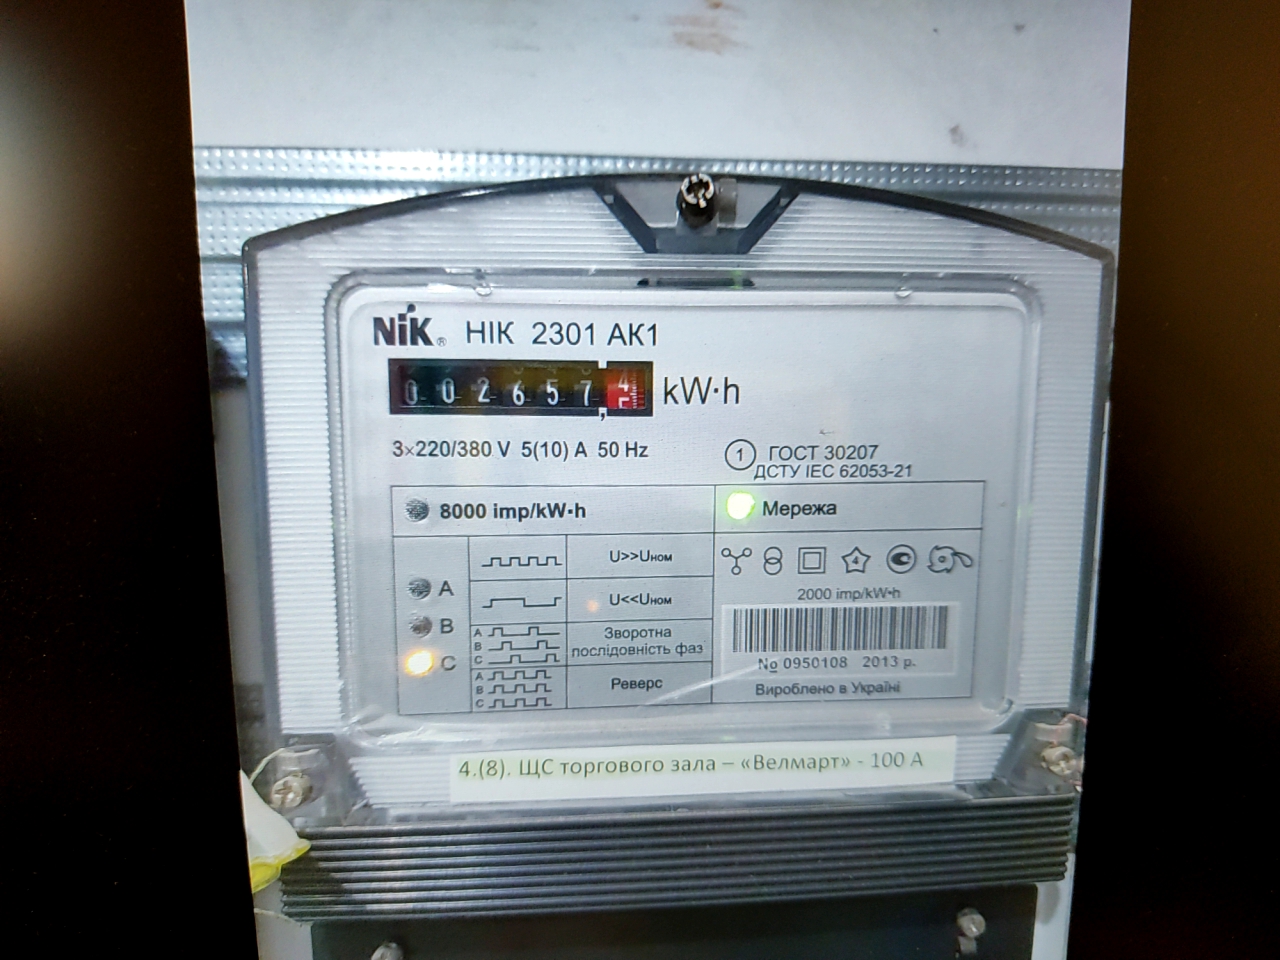 NiK® НІК 2301 АК1
002657,4 kW·h
3×220/380 V 5(10) A 50 Hz
1 ГОСТ 30207
ДСТУ IEC 62053-21
8000 imp/kW·h
Мережа
A
B
C
U>>Uном
U<<Uном
A
B
C
Зворотна
послідовність фаз
A
B
C
Реверс
4
2000 imp/kW·h
№ 0950108 2013 р.
Вироблено в Україні
4.(8). ЩС торгового зала – «Велмарт» - 100 А